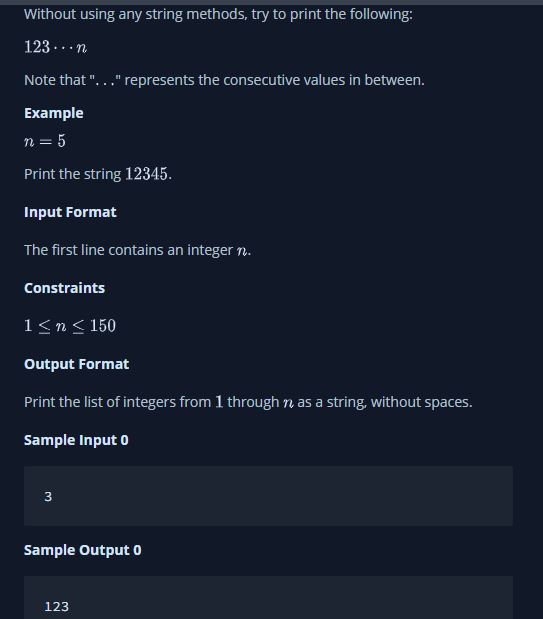 Without using any string methods, try to print the following:
123⋯n
Note that "..." represents the consecutive values in between.
Example
n = 5
Print the string 12345.
Input Format
The first line contains an integer n.
Constraints
1 ≤ n ≤ 150
Output Format
Print the list of integers from 1 through n as a string, without spaces.
Sample Input 0
3
Sample Output 0
123